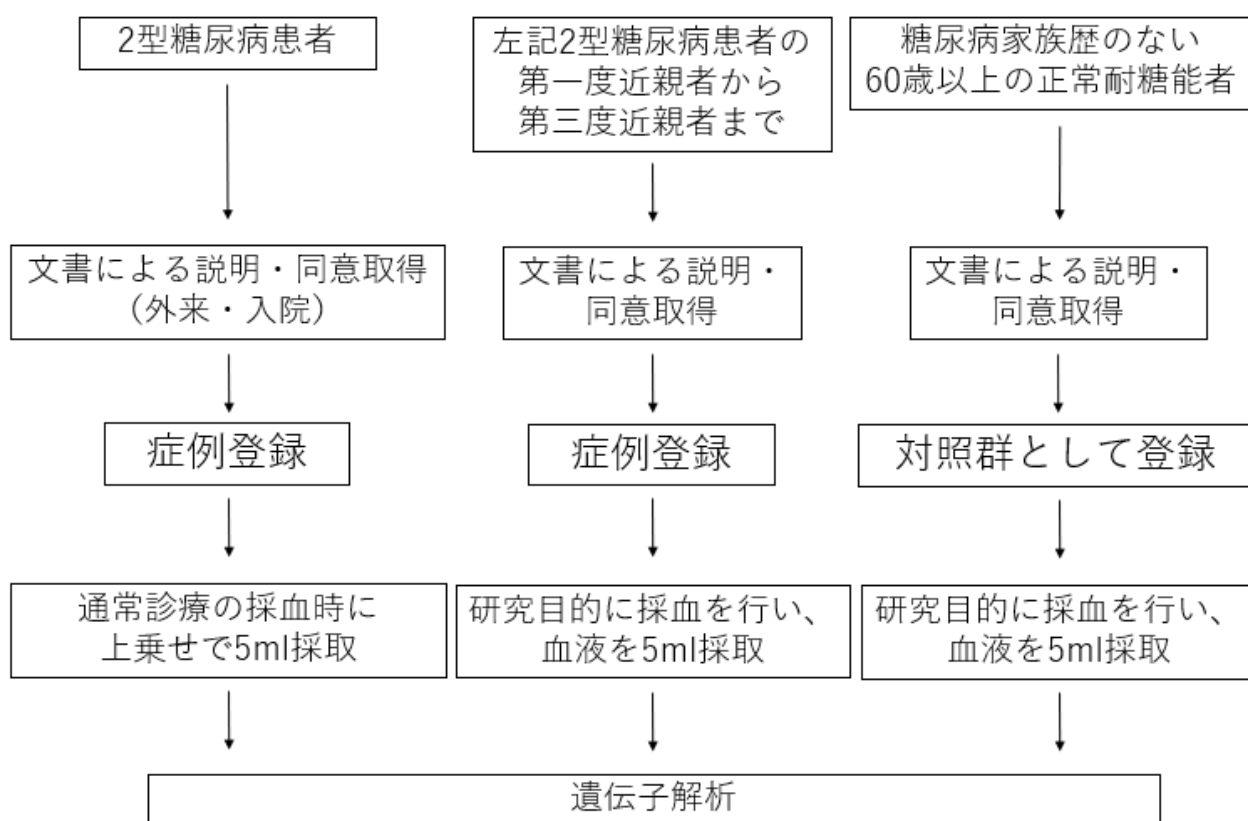 2型糖尿病患者
左記2型糖尿病患者の
第一度近親者から
第三度近親者まで
糖尿病家族歴のない
60歳以上の正常耐糖能者
文書による説明・同意取得
（外来・入院）
文書による説明・
同意取得
文書による説明・
同意取得
症例登録
症例登録
対照群として登録
通常診療の採血時に
上乗せで5ml採取
研究目的に採血を行い、
血液を5ml採取
研究目的に採血を行い、
血液を5ml採取
遺伝子解析